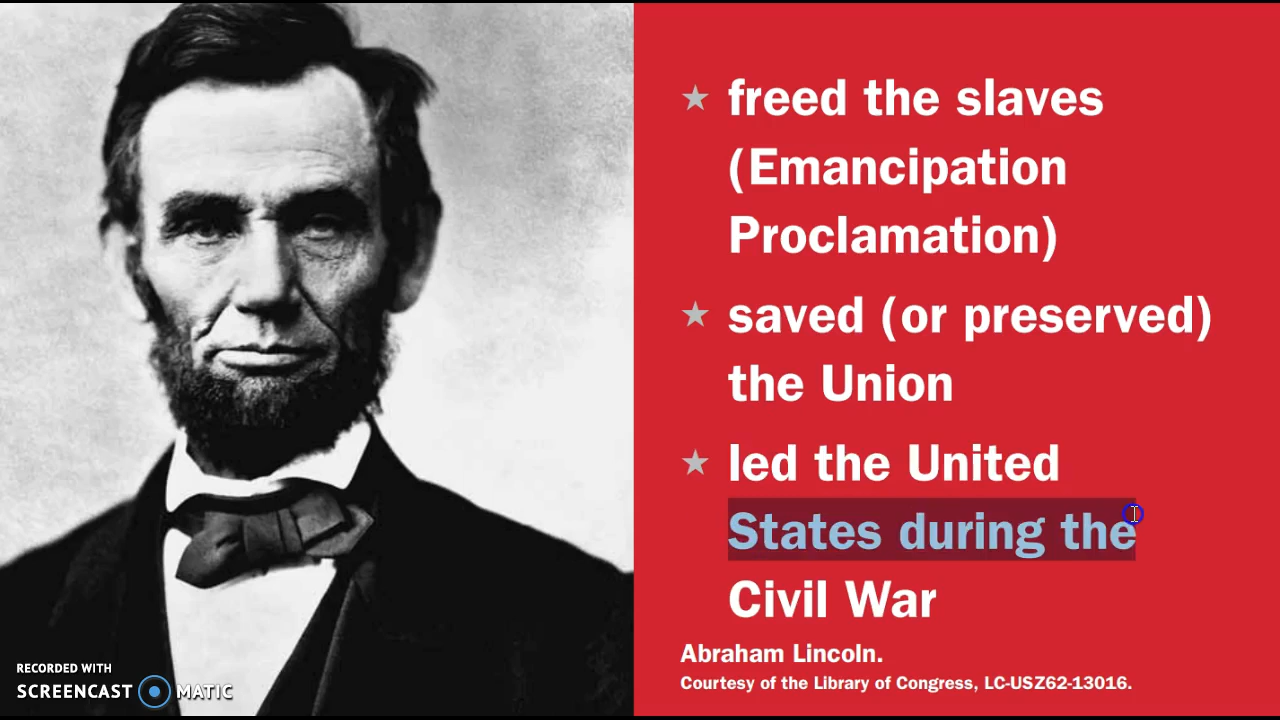 ★ freed the slaves
(Emancipation
Proclamation)
★ saved (or preserved)
the Union
★ led the United
States during the
Civil War
Abraham Lincoln.
Courtesy of the Library of Congress, LC-USZ62-13016.
RECORDED WITH
SCREENCAST MATIC